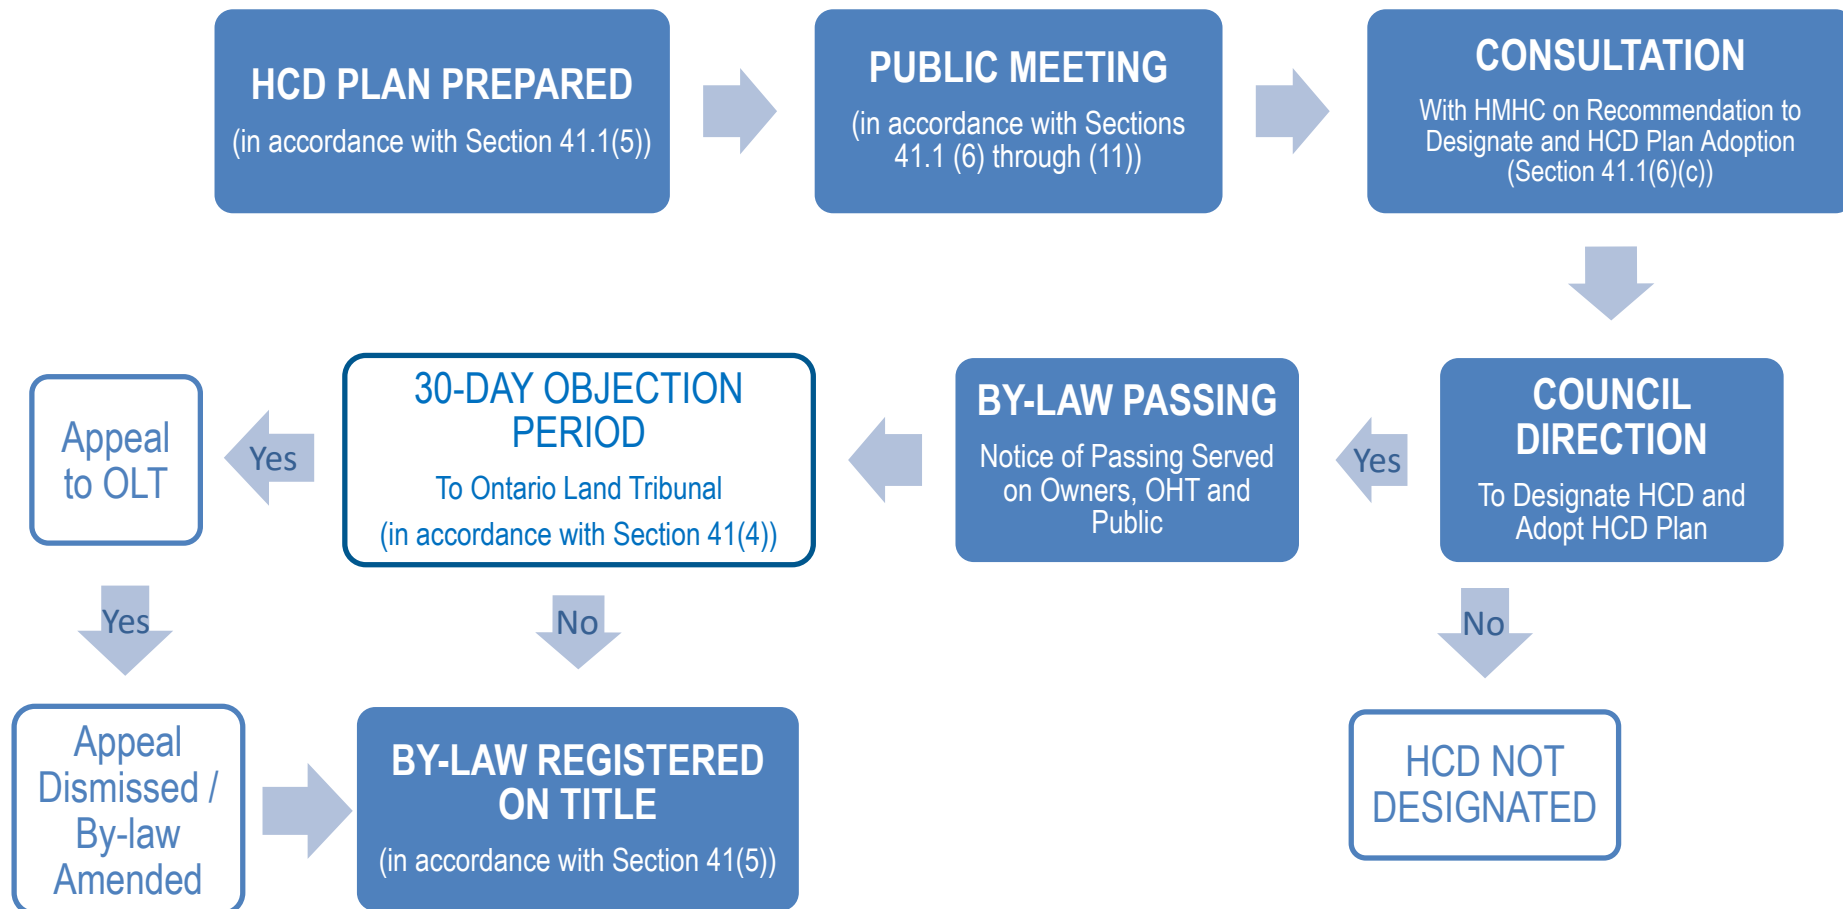 HCD PLAN PREPARED
(in accordance with Section 41.1(5))
PUBLIC MEETING
(in accordance with Sections
41.1 (6) through (11))
CONSULTATION
With HMHC on Recommendation to
Designate and HCD Plan Adoption
(Section 41.1(6)(c))
COUNCIL
DIRECTION
To Designate HCD and
Adopt HCD Plan
Yes
No
HCD NOT
DESIGNATED
BY-LAW PASSING
Notice of Passing Served
on Owners, OHT and
Public
30-DAY OBJECTION
PERIOD
To Ontario Land Tribunal
(in accordance with Section 41(4))
Yes
No
Appeal
to OLT
Yes
Appeal
Dismissed /
By-law
Amended
BY-LAW REGISTERED
ON TITLE
(in accordance with Section 41(5))